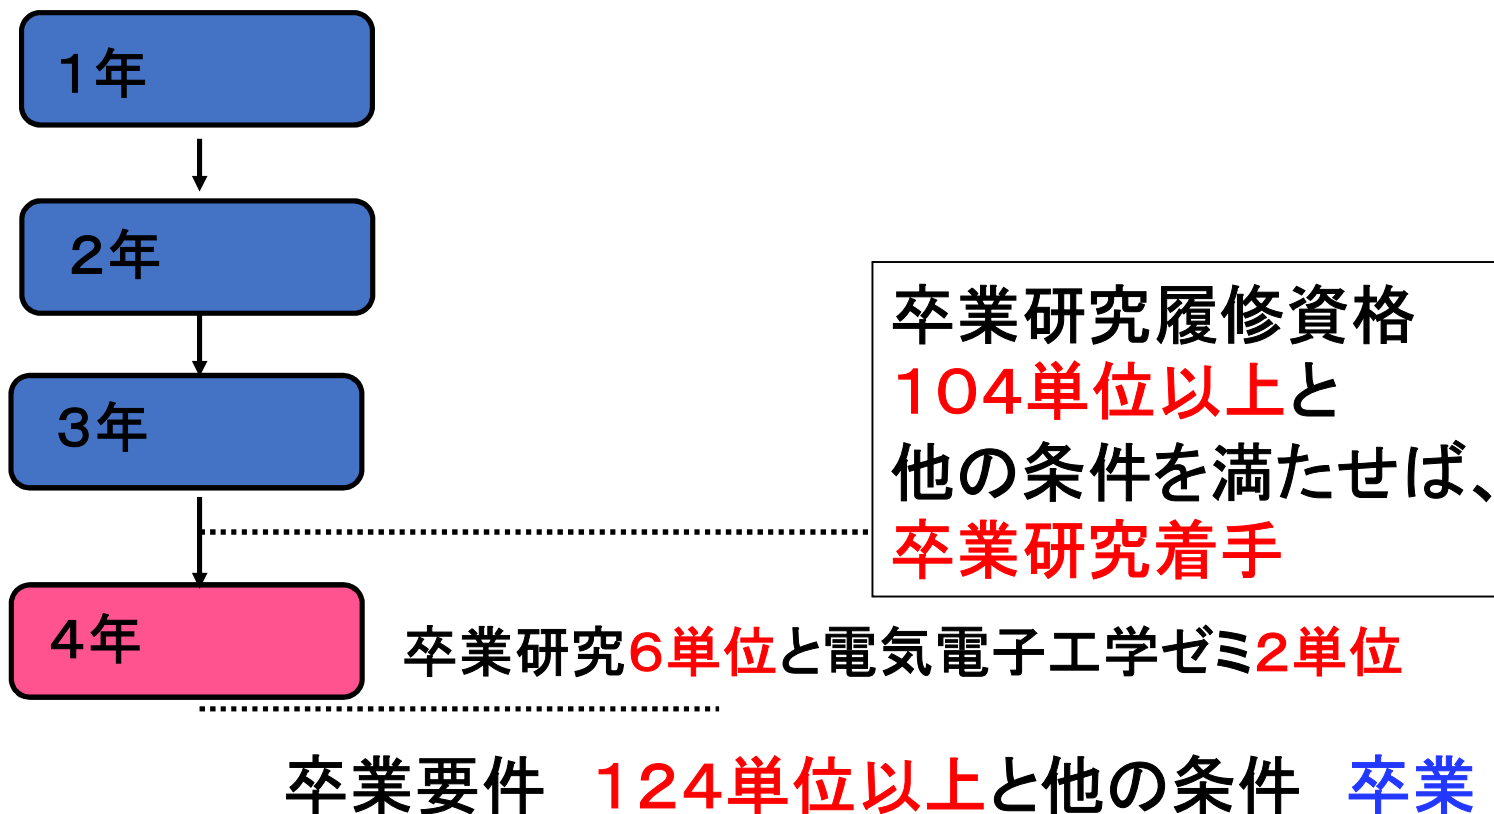 １年
２年
３年
卒業研究履修資格
１０４単位以上と
他の条件を満たせば、
卒業研究着手
４年
卒業研究６単位と電気電子工学ゼミ２単位
卒業要件　１２４単位以上と他の条件　卒業